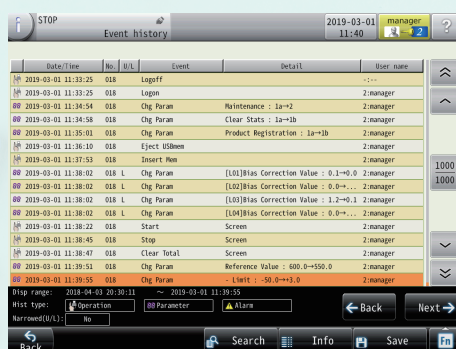 STOP
Event history
2019-03-01
11:40
manager
2
?
Date/Time No. U/L Event Detail User name
2019-03-01 11:33:25 018 Logoff -:--
2019-03-01 11:33:25 018 Logon 2:manager
2019-03-01 11:34:54 018 Chg Param Maintenance : 1a→2 2:manager
2019-03-01 11:34:58 018 Clear Stats : 1a→1b 2:manager
2019-03-01 11:35:01 018 Chg Param Product Registration : 1a→1b 2:manager
2019-03-01 11:36:10 018 Eject USBmem 2:manager
2019-03-01 11:37:53 018 Insert Mem 2:manager
2019-03-01 11:38:02 018 L Chg Param [L01]Bias Correction Value : 0.1→0.0 2:manager
2019-03-01 11:38:02 018 L Chg Param [L02]Bias Correction Value : 0.0→... 2:manager
2019-03-01 11:38:02 018 L Chg Param [L03]Bias Correction Value : 1.2→0.1 2:manager
2019-03-01 11:38:02 018 L Chg Param [L04]Bias Correction Value : 0.0→... 2:manager
2019-03-01 11:38:22 018 Start Screen 2:manager
2019-03-01 11:38:45 018 Stop Screen 2:manager
2019-03-01 11:38:47 018 Clear Total Screen 2:manager
2019-03-01 11:39:51 018 Chg Param Reference Value : 600.0→550.0 2:manager
2019-03-01 11:39:55 018 Chg Param - Limit : -50.0→+3.0 2:manager
1000
1000
Disp range: 2018-04-03 20:30:11 ~ 2019-03-01 11:39:55
Hist type: Operation Parameter Alarm
Narrowed(U/L): No
Back Next
Back Search Info Save Fn